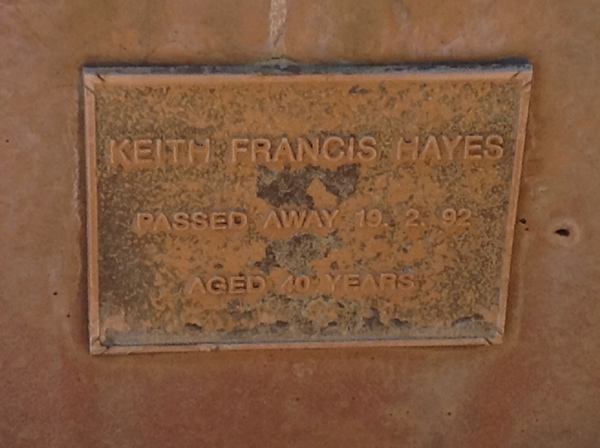 KEITH FRANCIS HAYES
PASSED AWAY 19. 2. 92
AGED 40 YEARS